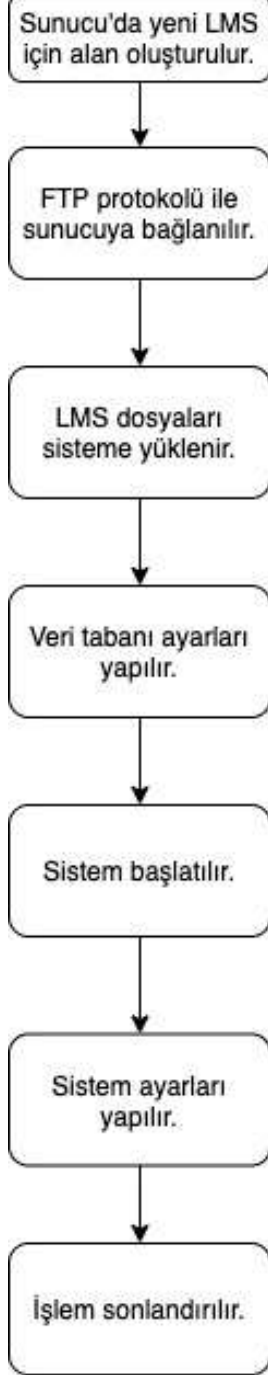 Sunucu'da yeni LMS
için alan oluşturulur.
FTP protokolü ile
sunucuya bağlanılır.
LMS dosyaları
sisteme yüklenir.
Veri tabanı ayarları
yapılır.
Sistem başlatılır.
Sistem ayarları
yapılır.
İşlem sonlandırılır.